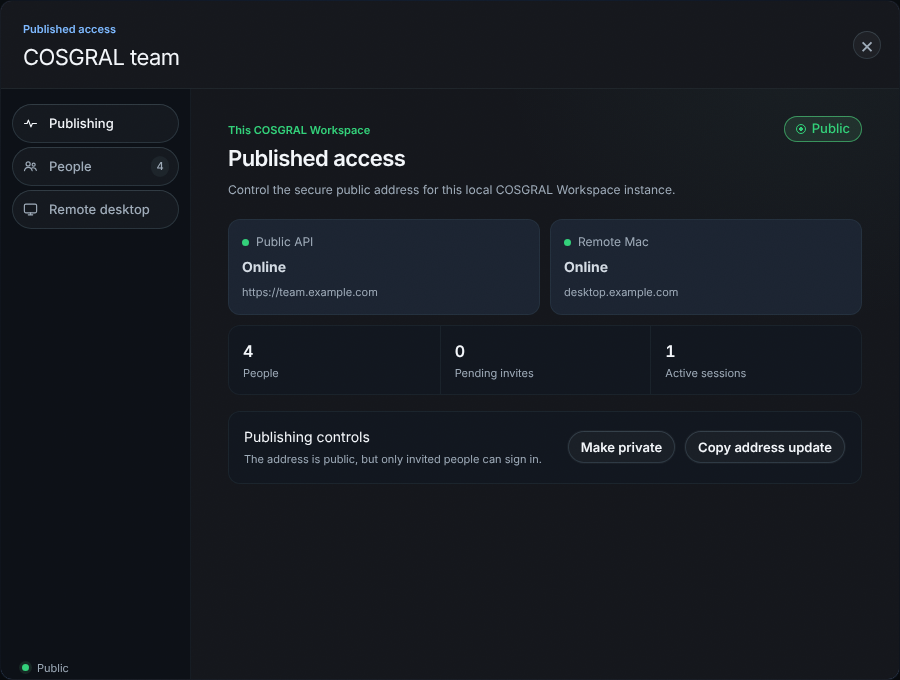 Published access
COSGRAL team
Publishing
People 4
Remote desktop
This COSGRAL Workspace
Public
Published access
Control the secure public address for this local COSGRAL Workspace instance.
Public API
Online
https://team.example.com
Remote Mac
Online
desktop.example.com
4
People
0
Pending invites
1
Active sessions
Publishing controls
The address is public, but only invited people can sign in.
Make private
Copy address update
Public